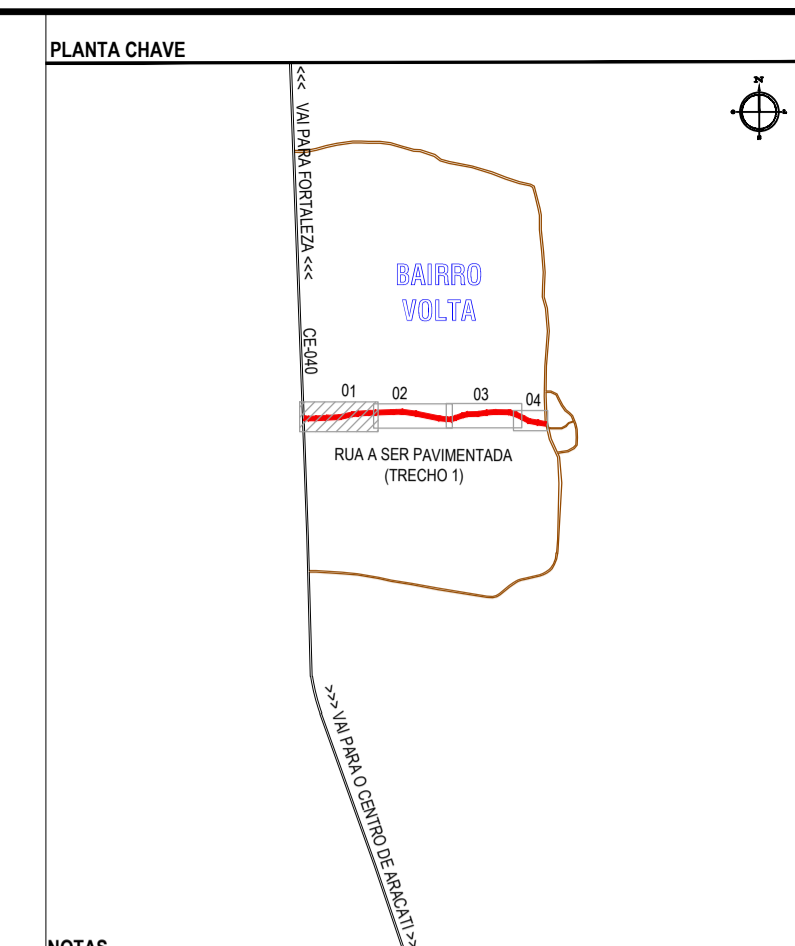 PLANTA CHAVE
N
<<< VAI PARA FORTALEZA <<<
BAIRRO
VOLTA
CE-040
01
02
03
04
RUA A SER PAVIMENTADA
(TRECHO 1)
>>> VAI PARA O CENTRO DE ARACATI >>
NOTAS